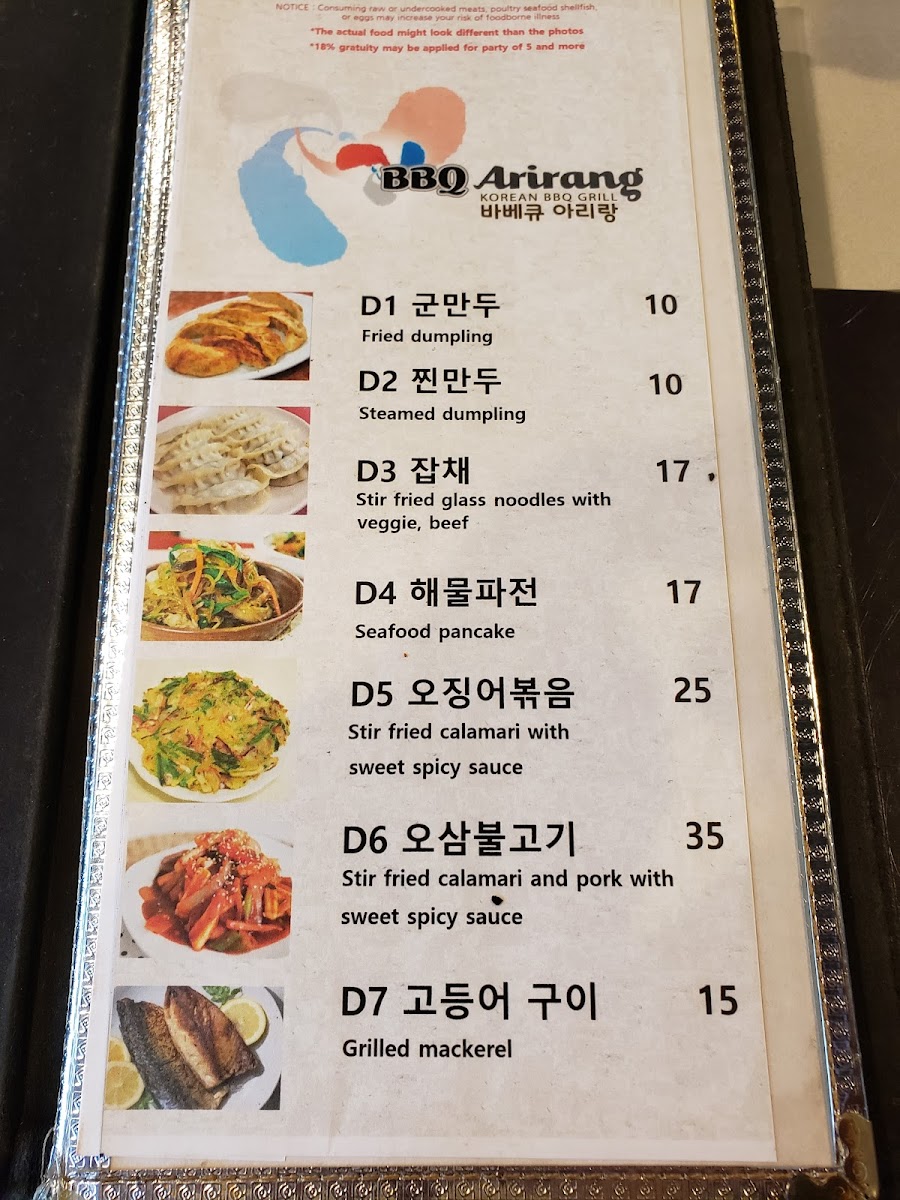 NOTICE : Consuming raw or undercooked meats, poultry seafood shellfish,
or eggs may increase your risk of foodborne illness
*The actual food might look different than the photos
*18% gratuity may be applied for party of 5 and more
BBQ Arirang
KOREAN BBQ GRILL
바베큐 아리랑
D1 군만두 10
Fried dumpling
D2 찐만두 10
Steamed dumpling
D3 잡채 17
Stir fried glass noodles with
veggie, beef
D4 해물파전 17
Seafood pancake
D5 오징어볶음 25
Stir fried calamari with
sweet spicy sauce
D6 오삼불고기 35
Stir fried calamari and pork with
sweet spicy sauce
D7 고등어 구이 15
Grilled mackerel